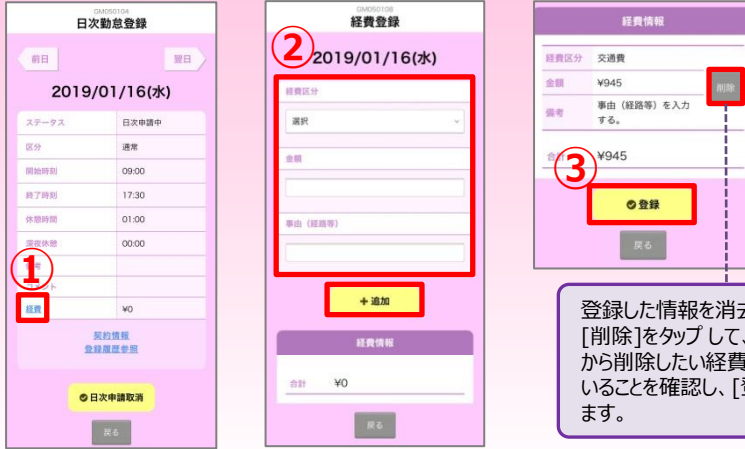 GM050104
日次勤怠登録
前日
翌日
2019/01/16(水)
ステータス 日次申請中
区分 通常
開始時刻 09:00
終了時刻 17:30
休憩時間 01:00
深夜休憩 00:00
①
コメント
経費 ¥0
契約情報
登録履歴参照
日次申請取消
戻る
GM050108
経費登録
②
2019/01/16(水)
経費区分
選択
金額
事由（経路等）
+ 追加
経費情報
合計 ¥0
戻る
経費情報
経費区分 交通費
金額 ¥945
削除
備考 事由（経路等）を入力
する。
合計 ¥945
③
登録
戻る
登録した情報を消去
[削除]をタップして、
から削除したい経費
いることを確認し、[登
ます。